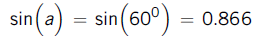 sin(a) = sin(60⁰) = 0.866